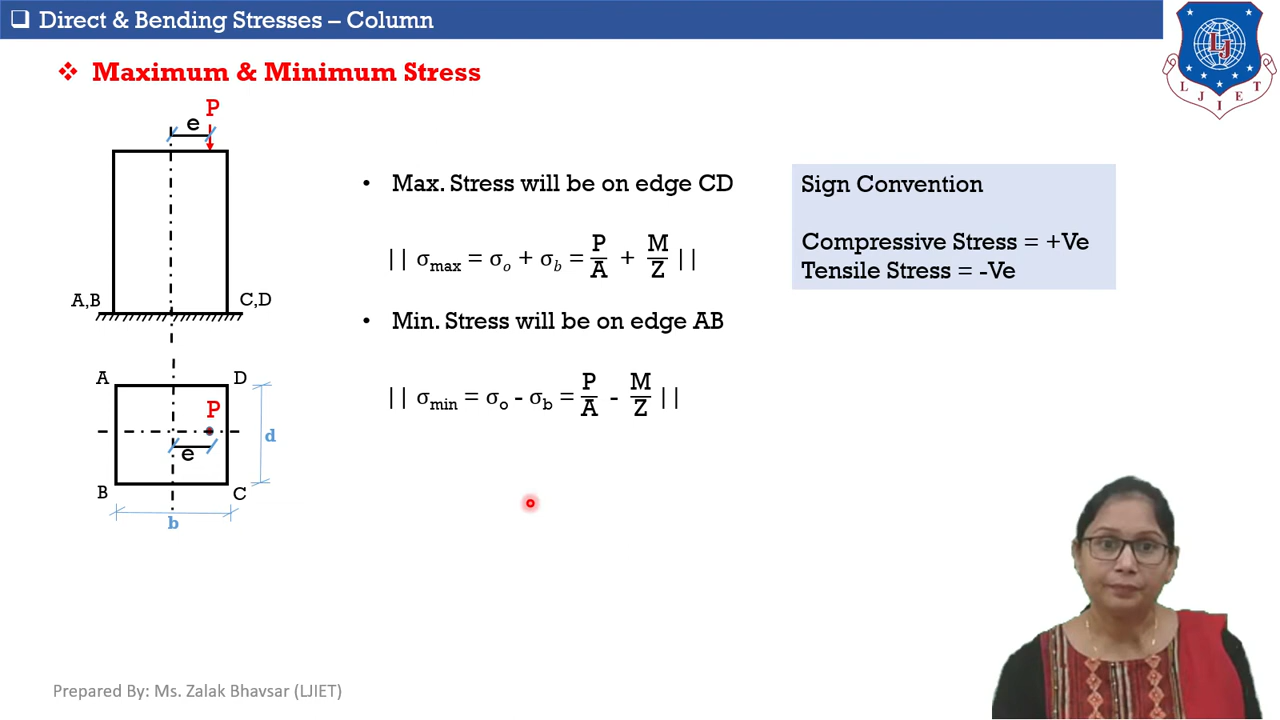 ❑ Direct & Bending Stresses – Column
LJIET
❖ Maximum & Minimum Stress
P
e
A,B
C,D
A
D
P
e
d
B
C
b
• Max. Stress will be on edge CD
|| σmax = σo + σb = P/A + M/Z ||
• Min. Stress will be on edge AB
|| σmin = σo - σb = P/A - M/Z ||
Sign Convention
Compressive Stress = +Ve
Tensile Stress = -Ve
Prepared By: Ms. Zalak Bhavsar (LJIET)